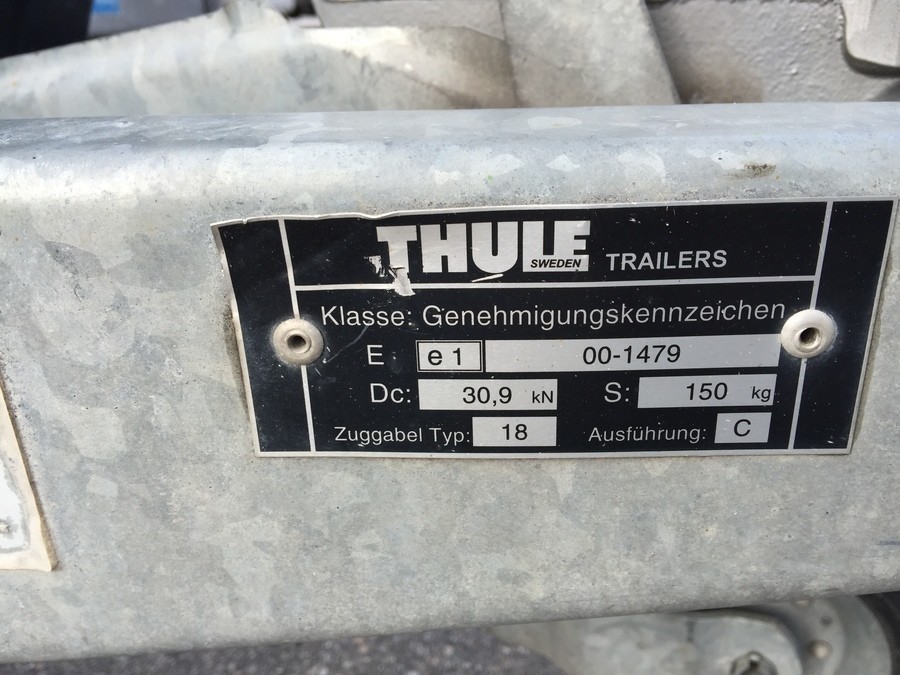 THULE
SWEDEN TRAILERS
Klasse: Genehmigungskennzeichen
E e1 00-1479
Dc: 30,9 kN S: 150 kg
Zuggabel Typ: 18 Ausführung: C